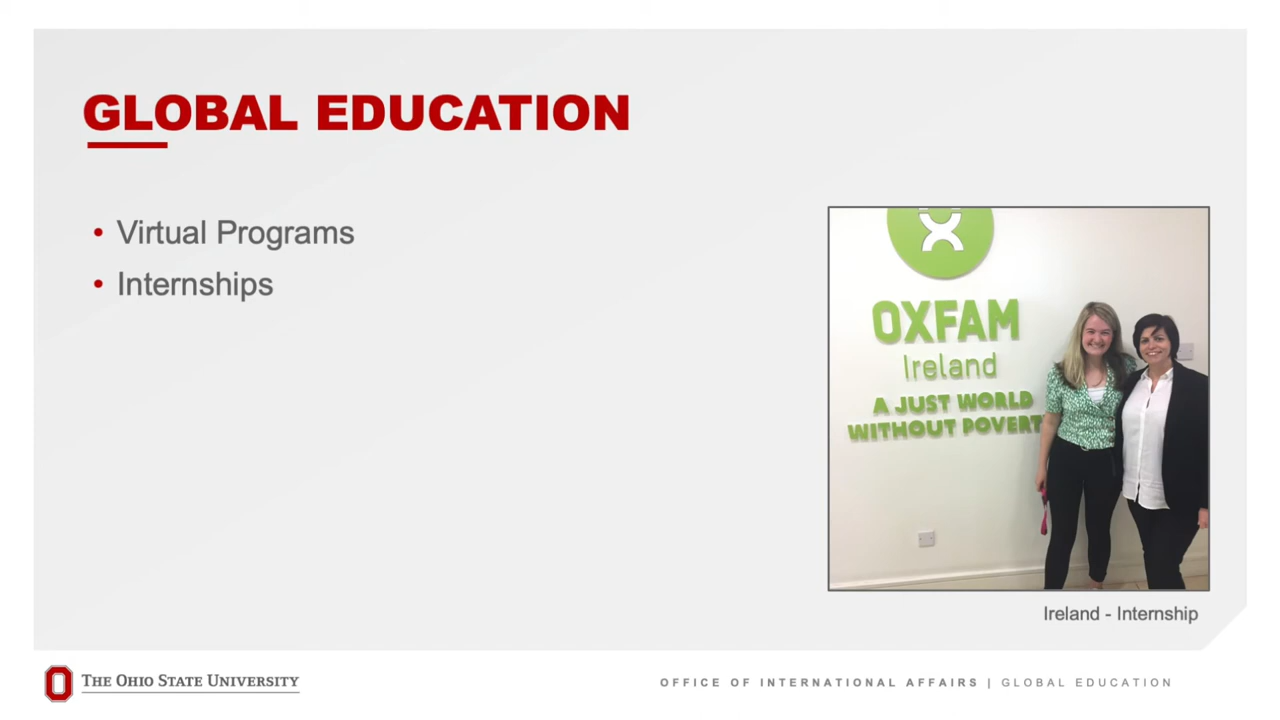 GLOBAL EDUCATION
• Virtual Programs
• Internships
OXFAM
Ireland
A JUST WORLD
WITHOUT POVERT
Ireland - Internship
THE OHIO STATE UNIVERSITY
OFFICE OF INTERNATIONAL AFFAIRS | GLOBAL EDUCATION